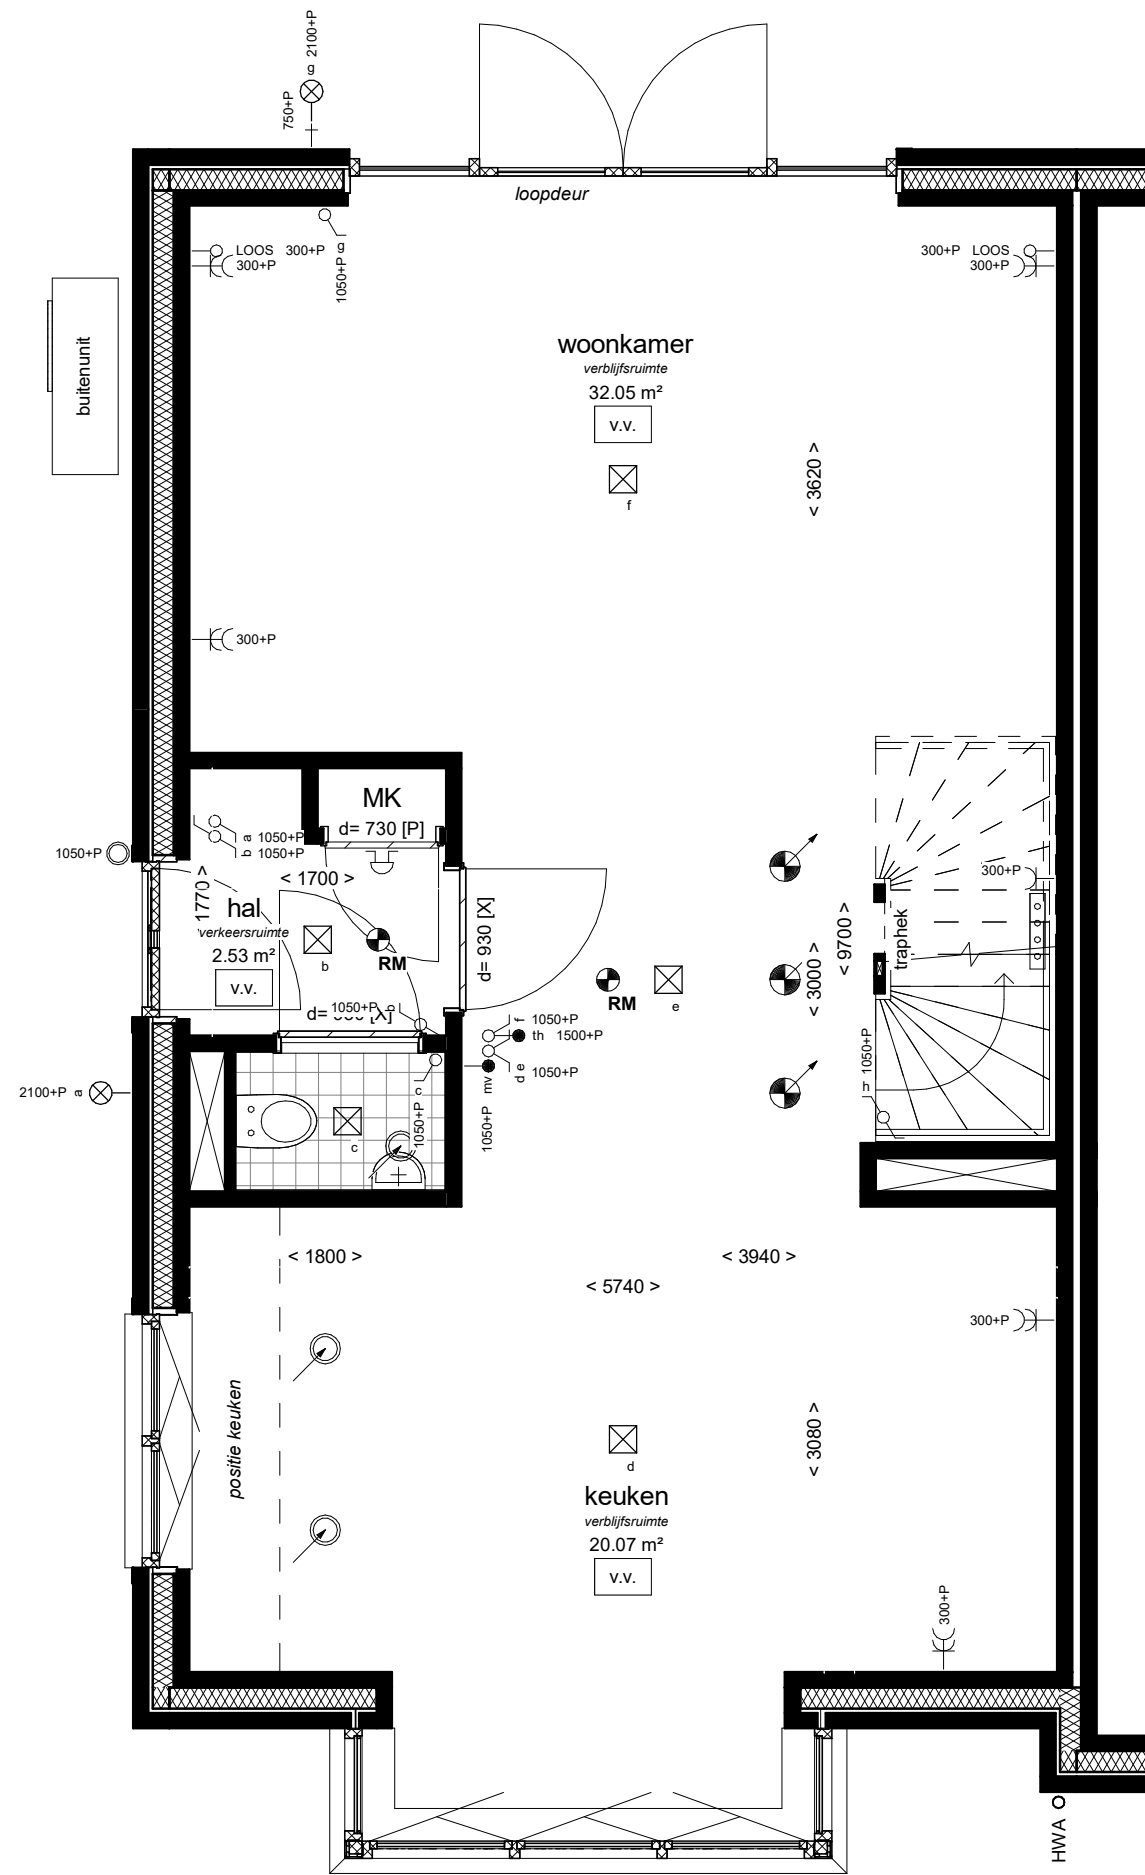 g 2100+P
750+P
loopdeur
LOOS 300+P
300+P
1050+P g
300+P LOOS
300+P
buitenunit
woonkamer
verblijfsruimte
32.05 m²
v.v.
f
< 3620 >
300+P
MK
d= 730 [P]
a 1050+P
b 1050+P
1050+P
< 1770 >
< 1700 >
hal
verkeersruimte
2.53 m²
v.v.
b
RM
d= 930 [X]
300+P
traphek
< 9700 >
< 3000 >
RM
e
1050+P b
[X]
f 1050+P
th 1500+P
d e 1050+P
1050+P mv
h 1050+P
2100+P a
c
1050+P
c
< 1800 >
< 3940 >
< 5740 >
300+P
positie keuken
< 3080 >
d
keuken
verblijfsruimte
20.07 m²
v.v.
300+P
HWA